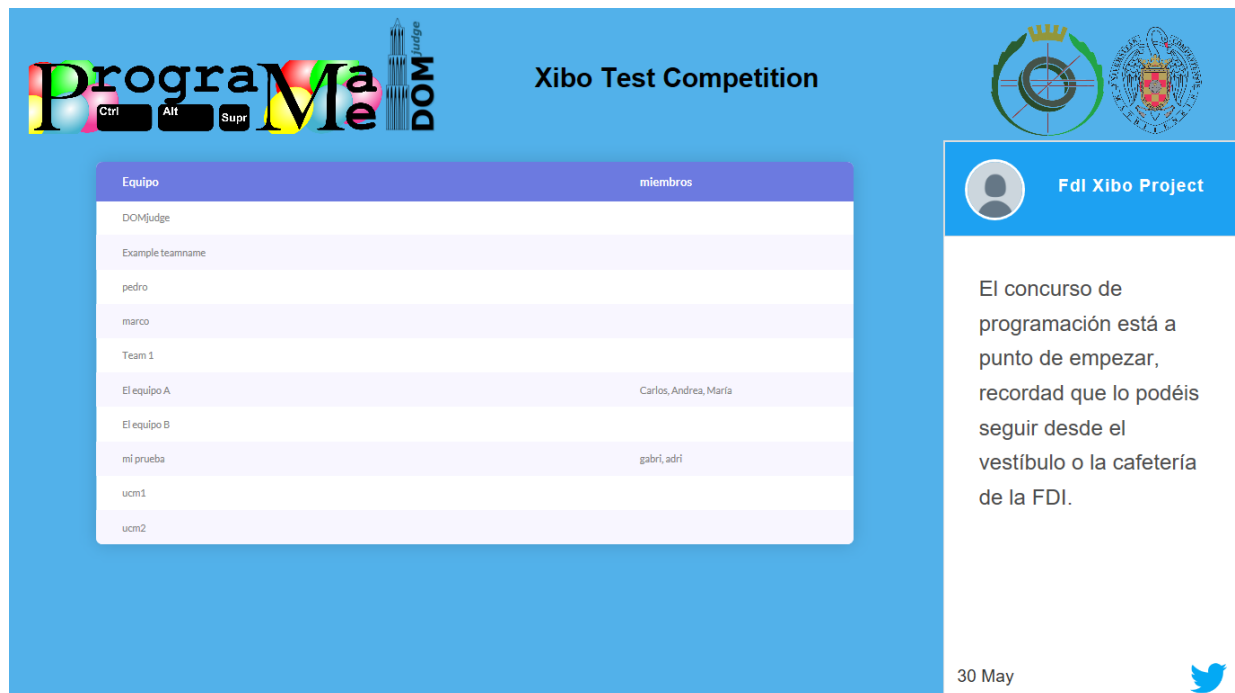 PrograMa
Me
Ctrl Alt Supr
DOMjudge
Xibo Test Competition
Equipo miembros
DOMjudge
Example teamname
pedro
marco
Team 1
El equipo A Carlos, Andrea, María
El equipo B
mi prueba gabri, adri
ucm1
ucm2
FdI Xibo Project
El concurso de
programación está a
punto de empezar,
recordad que lo podéis
seguir desde el
vestíbulo o la cafetería
de la FDI.
30 May